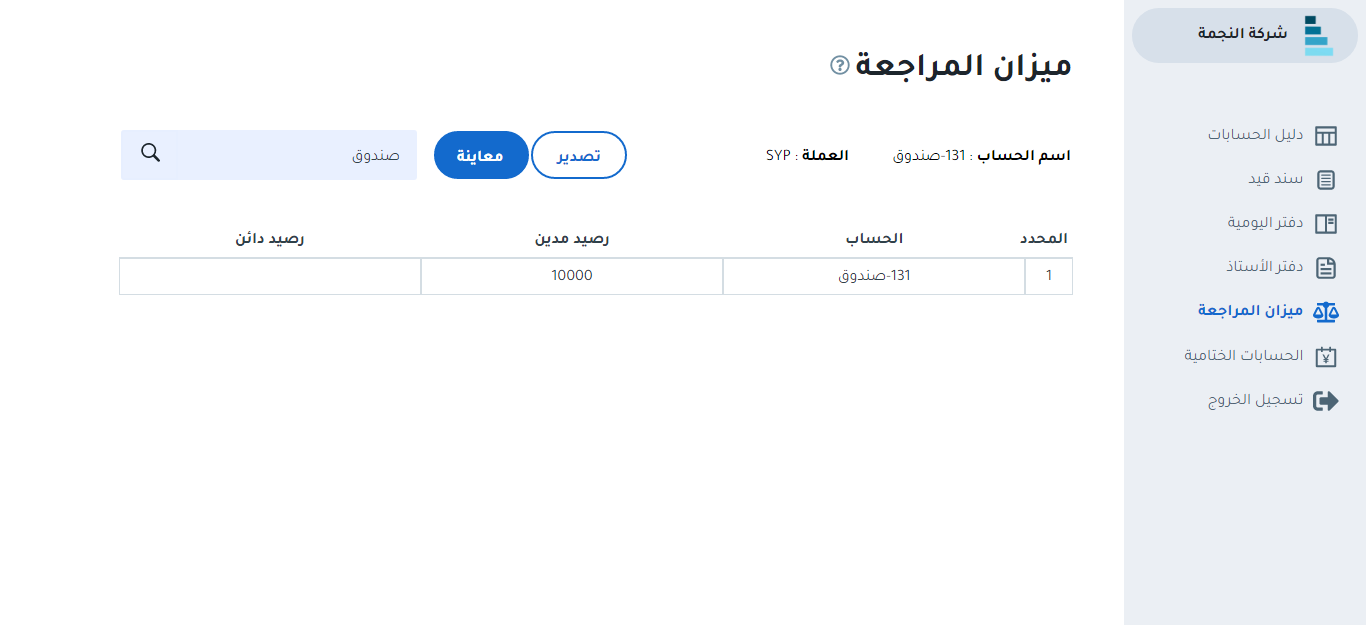 شركة النجمة
دليل الحسابات
سند قيد
دفتر اليومية
دفتر الأستاذ
ميزان المراجعة
الحسابات الختامية
تسجيل الخروج
ميزان المراجعة ?
اسم الحساب : 131-صندوق العملة : SYP تصدير معاينة صندوق
المحدد الحساب رصيد مدين رصيد دائن
1 131-صندوق 10000